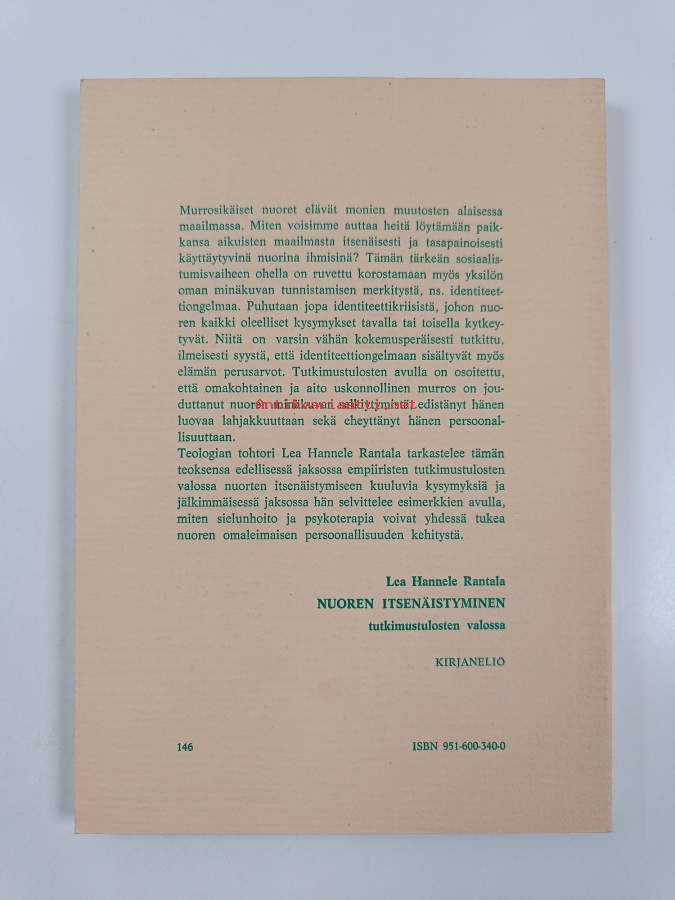 Murrosikäiset nuoret elävät monien muutosten alaisessa
maailmassa. Miten voisimme auttaa heitä löytämään paik-
kansa aikuisten maailmasta itsenäisesti ja tasapainoisesti
käyttäytyvinä nuorina ihmisinä? Tämän tärkeän sosiaalis-
tumisvaiheen ohella on ruvettu korostamaan myös yksilön
oman minäkuvan tunnistamisen merkitystä, ns. identiteet-
tiongelmaa. Puhutaan jopa identiteettikriisistä, johon nuo-
ren kaikki oleelliset kysymykset tavalla tai toisella kytkey-
tyvät. Niitä on varsin vähän kokemusperäisesti tutkittu,
ilmeisesti syystä, että identiteettiongelmaan sisältyvät myös
elämän perusarvot. Tutkimustulosten avulla on osoitettu,
että omakohtainen ja aito uskonnollinen murros on jou-
duttanut nuoren minäkuvan selkiytymistä, edistänyt hänen
luovaa lahjakkuuttaan sekä eheyttänyt hänen persoonal-
lisuuttaan.
Teologian tohtori Lea Hannele Rantala tarkastelee tämän
teoksensa edellisessä jaksossa empiiristen tutkimustulosten
valossa nuorten itsenäistymiseen kuuluvia kysymyksiä ja
jälkimmäisessä jaksossa hän selvittelee esimerkkien avulla,
miten sielunhoito ja psykoterapia voivat yhdessä tukea
nuoren omaleimaisen persoonallisuuden kehitystä.
Lea Hannele Rantala
NUOREN ITSENÄISTYMINEN
tutkimustulosten valossa
KIRJANELIÖ
146 ISBN 951-600-340-0